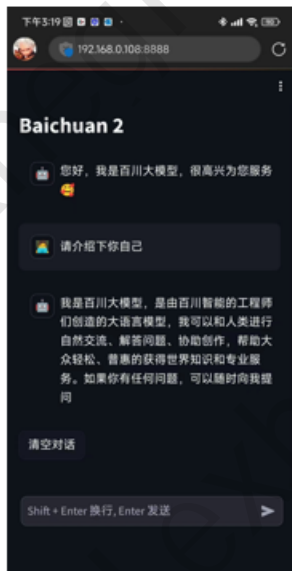 下午3:19
192.168.0.108:8888
Baichuan 2
您好，我是百川大模型，很高兴为您服务
🥰
请介绍下你自己
我是百川大模型，是由百川智能的工程师
们创造的大语言模型，我可以和人类进行
自然交流、解答问题、协助创作，帮助大
众轻松、普惠的获得世界知识和专业服
务。如果你有任何问题，可以随时向我提
问
清空对话
Shift + Enter 换行, Enter 发送